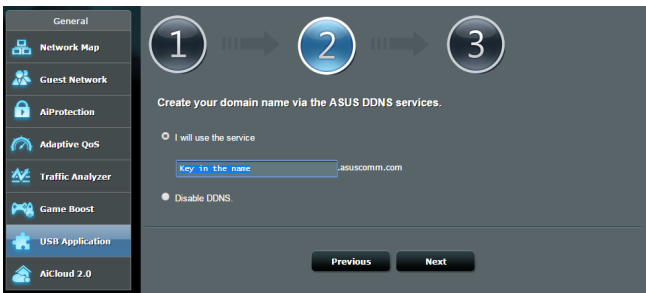 General
Network Map
Guest Network
AiProtection
Adaptive QoS
Traffic Analyzer
Game Boost
USB Application
AiCloud 2.0
1
2
3
Create your domain name via the ASUS DDNS services.
I will use the service
Key in the name .asuscomm.com
Disable DDNS.
Previous Next